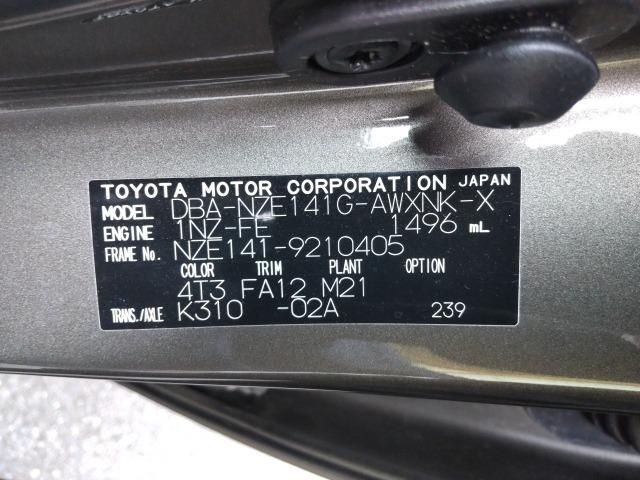 TOYOTA MOTOR CORPORATION JAPAN
MODEL DBA-NZE141G-AWXNK-X
ENGINE 1NZ-FE 1496 mL
FRAME No. NZE141-9210405
COLOR TRIM PLANT OPTION
4T3 FA12 M21
TRANS./AXLE K310 -02A 239